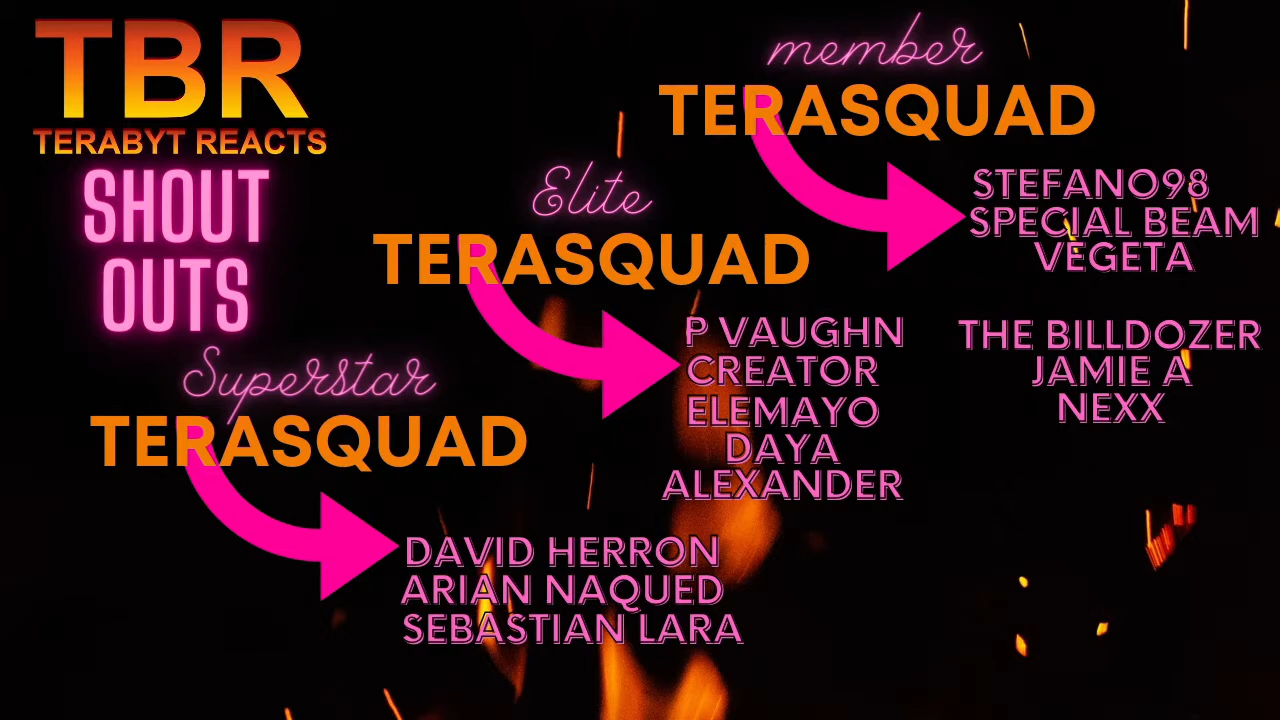 TBR
TERABYT REACTS
SHOUT
OUTS
member
TERASQUAD
STEFANO98
SPECIAL BEAM
VEGETA
THE BILLDOZER
JAMIE A
NEXX
Elite
TERASQUAD
P VAUGHN
CREATOR
ELEMAYO
DAYA
ALEXANDER
Superstar
TERASQUAD
DAVID HERRON
ARIAN NAQUED
SEBASTIAN LARA